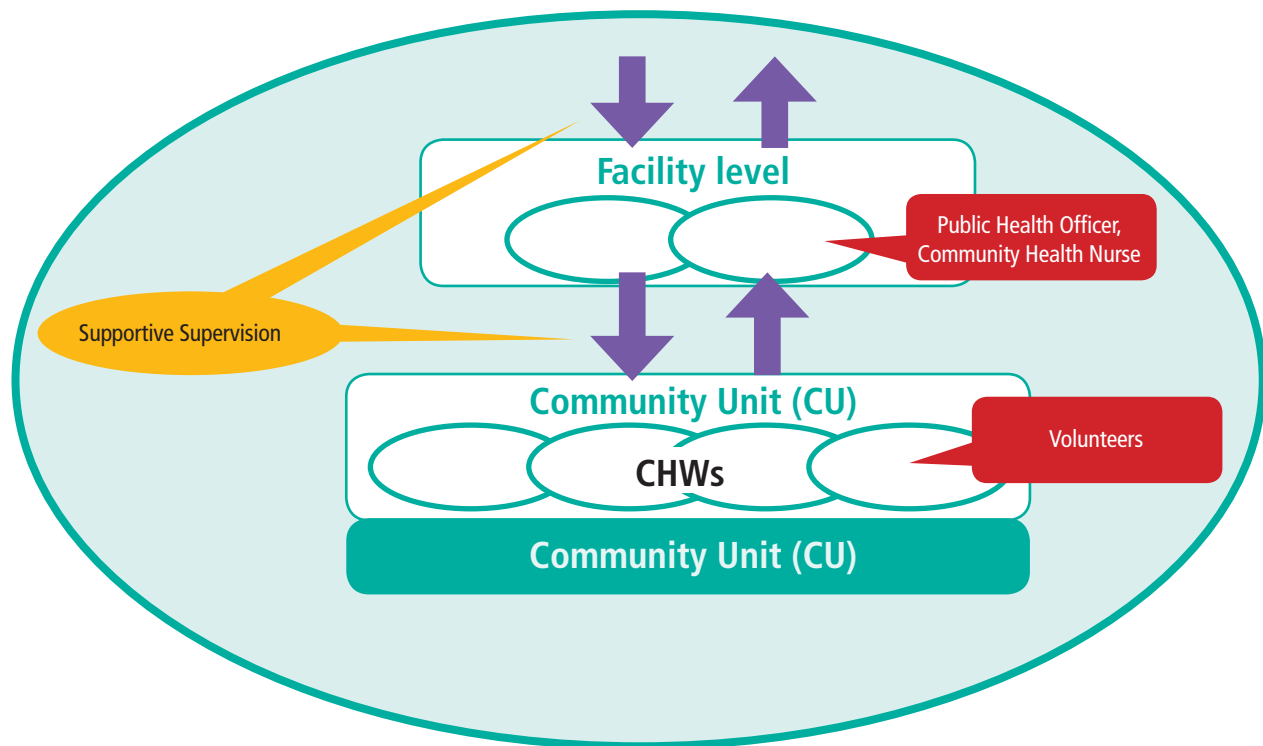 Facility level
Public Health Officer,
Community Health Nurse
Supportive Supervision
Community Unit (CU)
CHWs
Volunteers
Community Unit (CU)